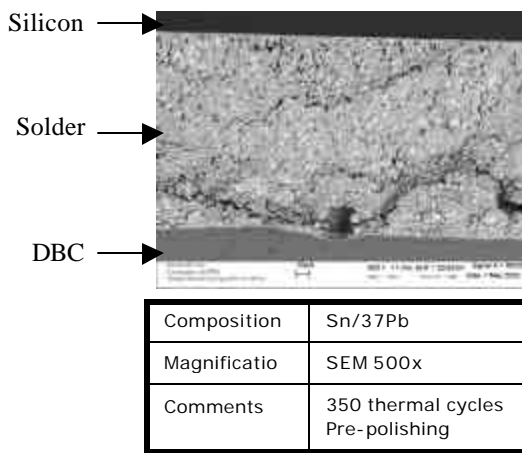 Silicon
Solder
DBC
Composition Sn/37Pb
Magnificatio SEM 500x
Comments 350 thermal cycles
Pre-polishing